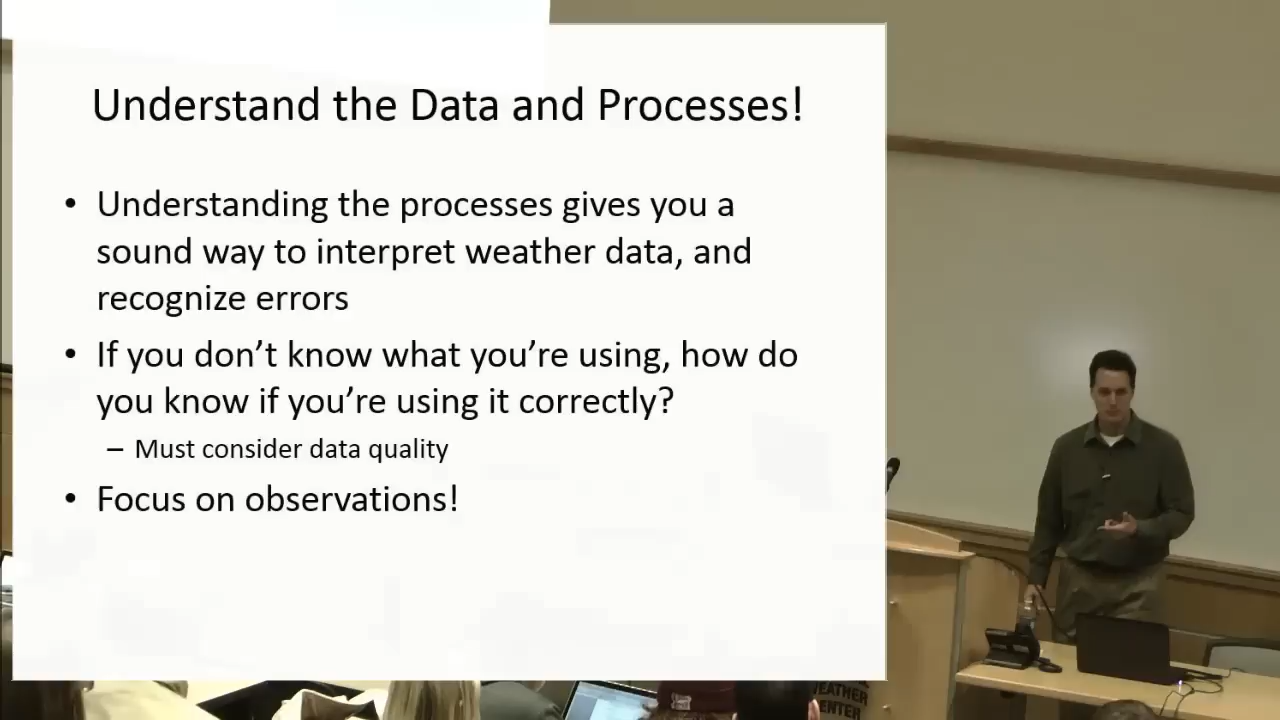 Understand the Data and Processes!
• Understanding the processes gives you a
sound way to interpret weather data, and
recognize errors
• If you don’t know what you’re using, how do
you know if you’re using it correctly?
– Must consider data quality
• Focus on observations!
WEATHER
CENTER